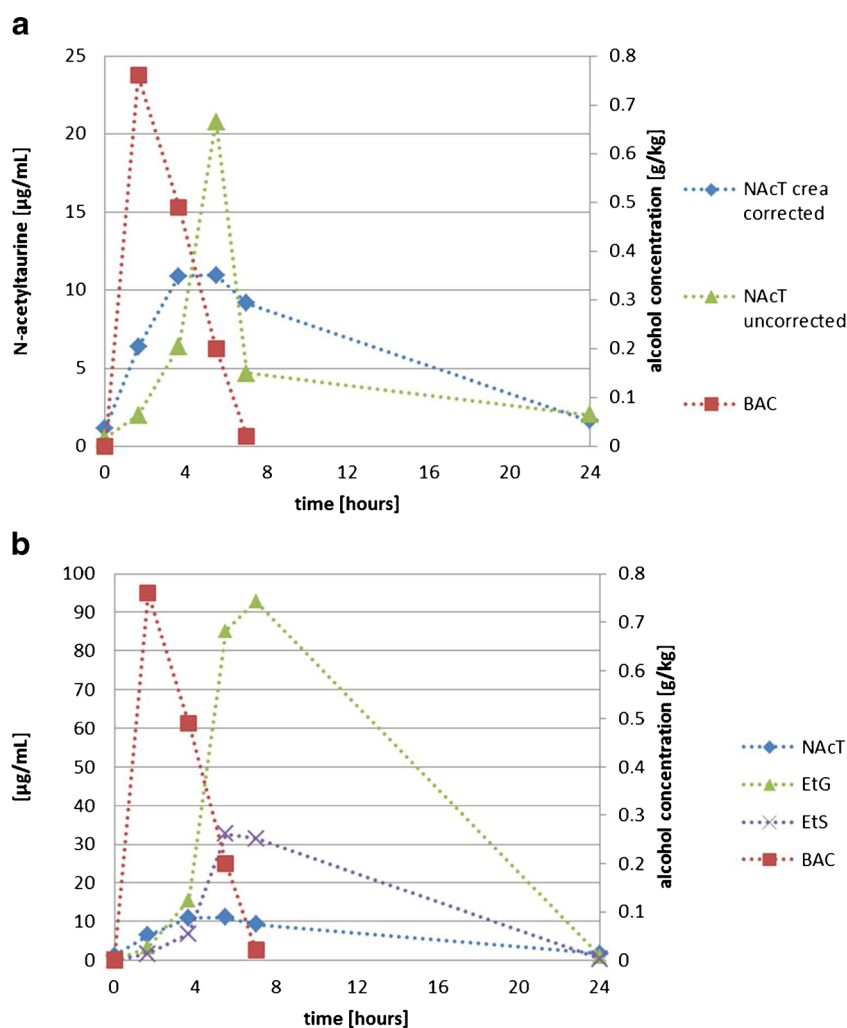 a
25
20
15
10
5
0
N-acetyltaurine [µg/mL]
0.8
0.7
0.6
0.5
0.4
0.3
0.2
0.1
0
alcohol concentration [g/kg]
0 4 8 12 16 20 24
time [hours]
NAcT crea
corrected
NAcT
uncorrected
BAC
b
100
90
80
70
60
50
40
30
20
10
0
[µg/mL]
0.8
0.7
0.6
0.5
0.4
0.3
0.2
0.1
0
alcohol concentration [g/kg]
0 4 8 12 16 20 24
time [hours]
NAcT
EtG
EtS
BAC